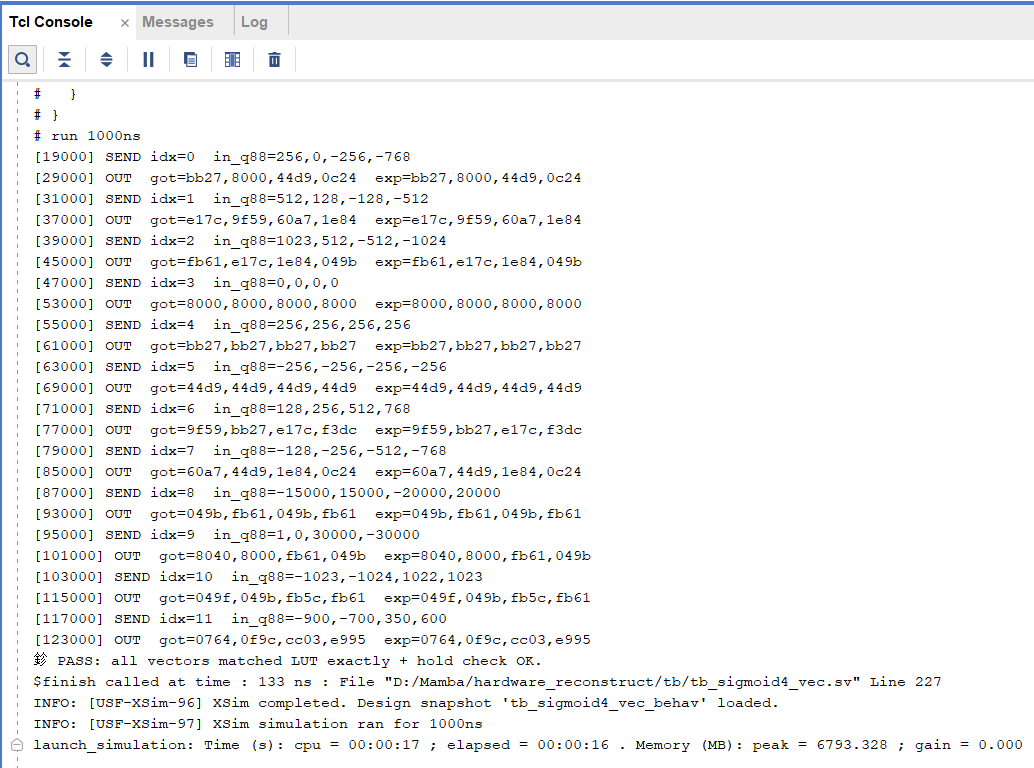 Tcl Console × Messages Log
# }
# }
# run 1000ns
[19000] SEND idx=0 in_q88=256,0,-256,-768
[29000] OUT got=bb27,8000,44d9,0c24 exp=bb27,8000,44d9,0c24
[31000] SEND idx=1 in_q88=512,128,-128,-512
[37000] OUT got=e17c,9f59,60a7,1e84 exp=e17c,9f59,60a7,1e84
[39000] SEND idx=2 in_q88=1023,512,-512,-1024
[45000] OUT got=fb61,e17c,1e84,049b exp=fb61,e17c,1e84,049b
[47000] SEND idx=3 in_q88=0,0,0,0
[53000] OUT got=8000,8000,8000,8000 exp=8000,8000,8000,8000
[55000] SEND idx=4 in_q88=256,256,256,256
[61000] OUT got=bb27,bb27,bb27,bb27 exp=bb27,bb27,bb27,bb27
[63000] SEND idx=5 in_q88=-256,-256,-256,-256
[69000] OUT got=44d9,44d9,44d9,44d9 exp=44d9,44d9,44d9,44d9
[71000] SEND idx=6 in_q88=128,256,512,768
[77000] OUT got=9f59,bb27,e17c,f3dc exp=9f59,bb27,e17c,f3dc
[79000] SEND idx=7 in_q88=-128,-256,-512,-768
[85000] OUT got=60a7,44d9,1e84,0c24 exp=60a7,44d9,1e84,0c24
[87000] SEND idx=8 in_q88=-15000,15000,-20000,20000
[93000] OUT got=049b,fb61,049b,fb61 exp=049b,fb61,049b,fb61
[95000] SEND idx=9 in_q88=1,0,30000,-30000
[101000] OUT got=8040,8000,fb61,049b exp=8040,8000,fb61,049b
[103000] SEND idx=10 in_q88=-1023,-1024,1022,1023
[115000] OUT got=049f,049b,fb5c,fb61 exp=049f,049b,fb5c,fb61
[117000] SEND idx=11 in_q88=-900,-700,350,600
[123000] OUT got=0764,0f9c,cc03,e995 exp=0764,0f9c,cc03,e995
PASS: all vectors matched LUT exactly + hold check OK.
$finish called at time : 133 ns : File "D:/Mamba/hardware_reconstruct/tb/tb_sigmoid4_vec.sv" Line 227
INFO: [USF-XSim-96] XSim completed. Design snapshot 'tb_sigmoid4_vec_behav' loaded.
INFO: [USF-XSim-97] XSim simulation ran for 1000ns
launch_simulation: Time (s): cpu = 00:00:17 ; elapsed = 00:00:16 . Memory (MB): peak = 6793.328 ; gain = 0.000